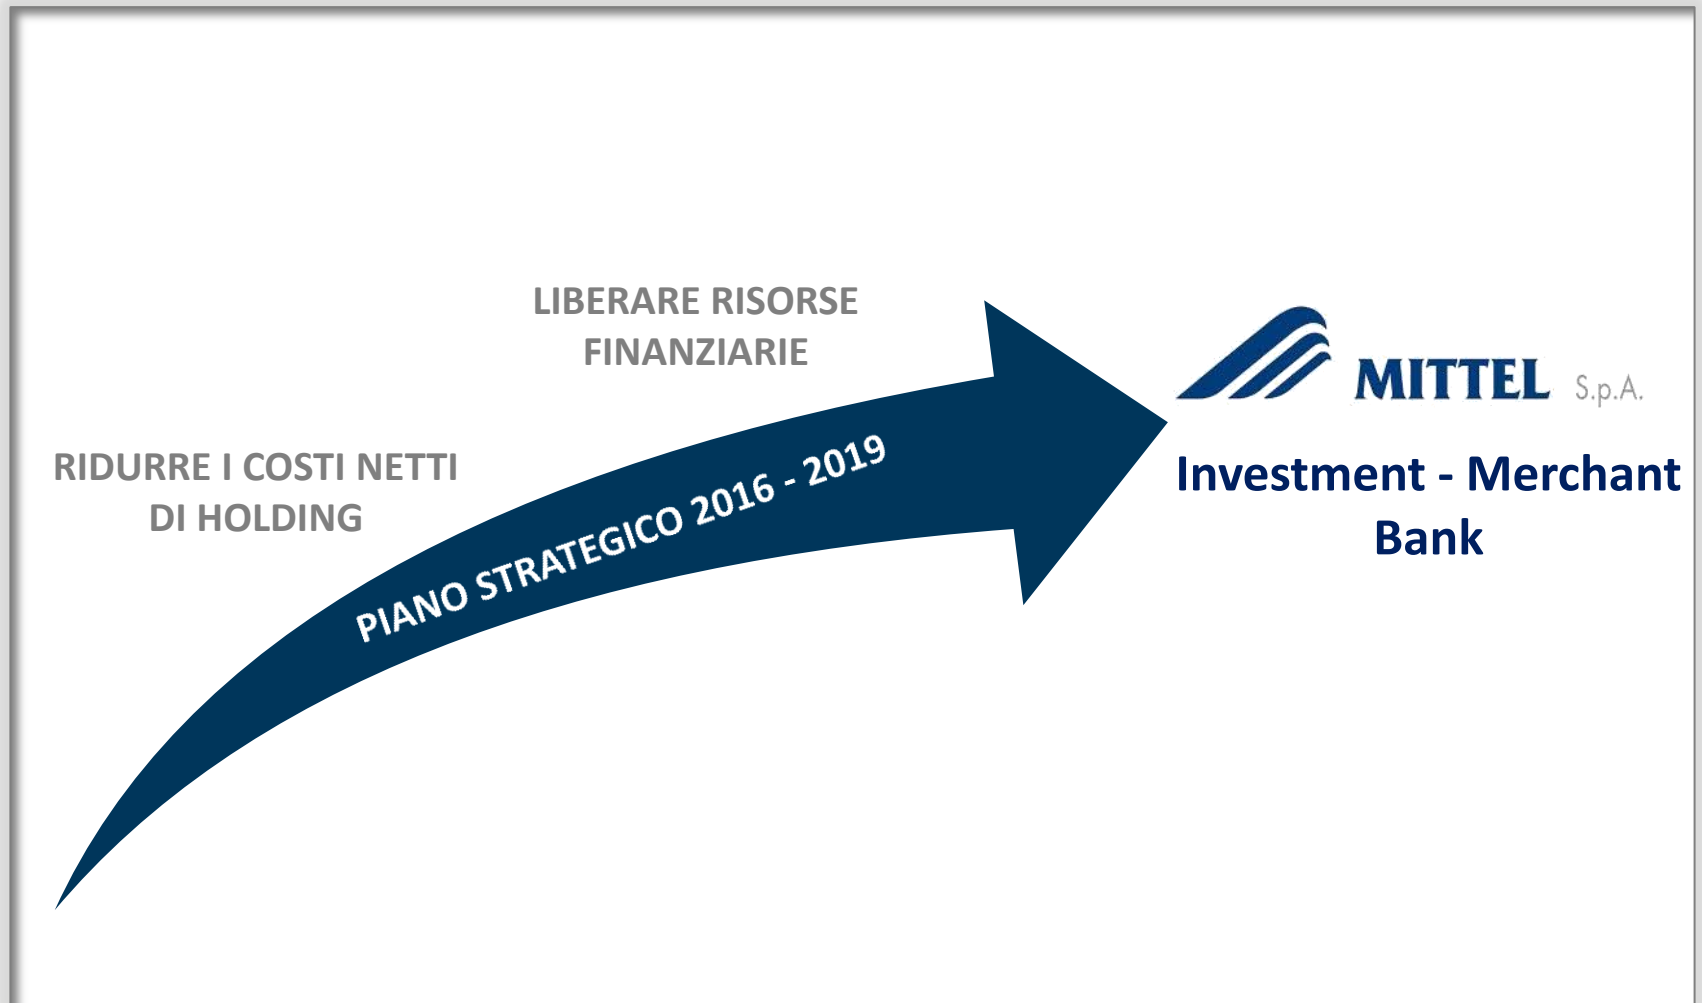 LIBERARE RISORSE
FINANZIARIE
RIDURRE I COSTI NETTI
DI HOLDING
PIANO STRATEGICO 2016 - 2019
MITTEL S.p.A.
Investment - Merchant
Bank